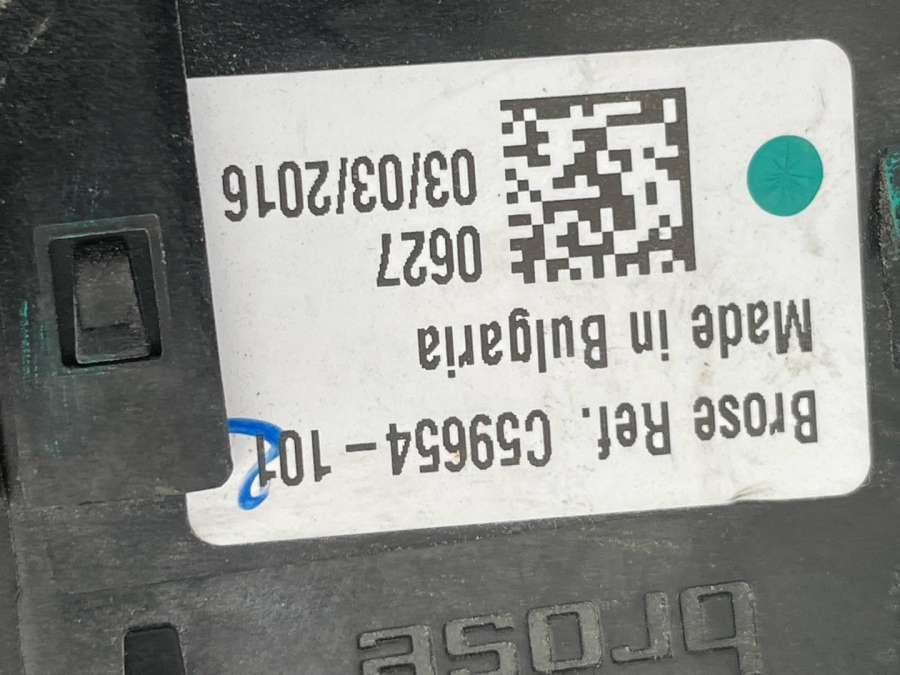 brose
Brose Ref. C59654-101
Made in Bulgaria
0627
03/03/2016